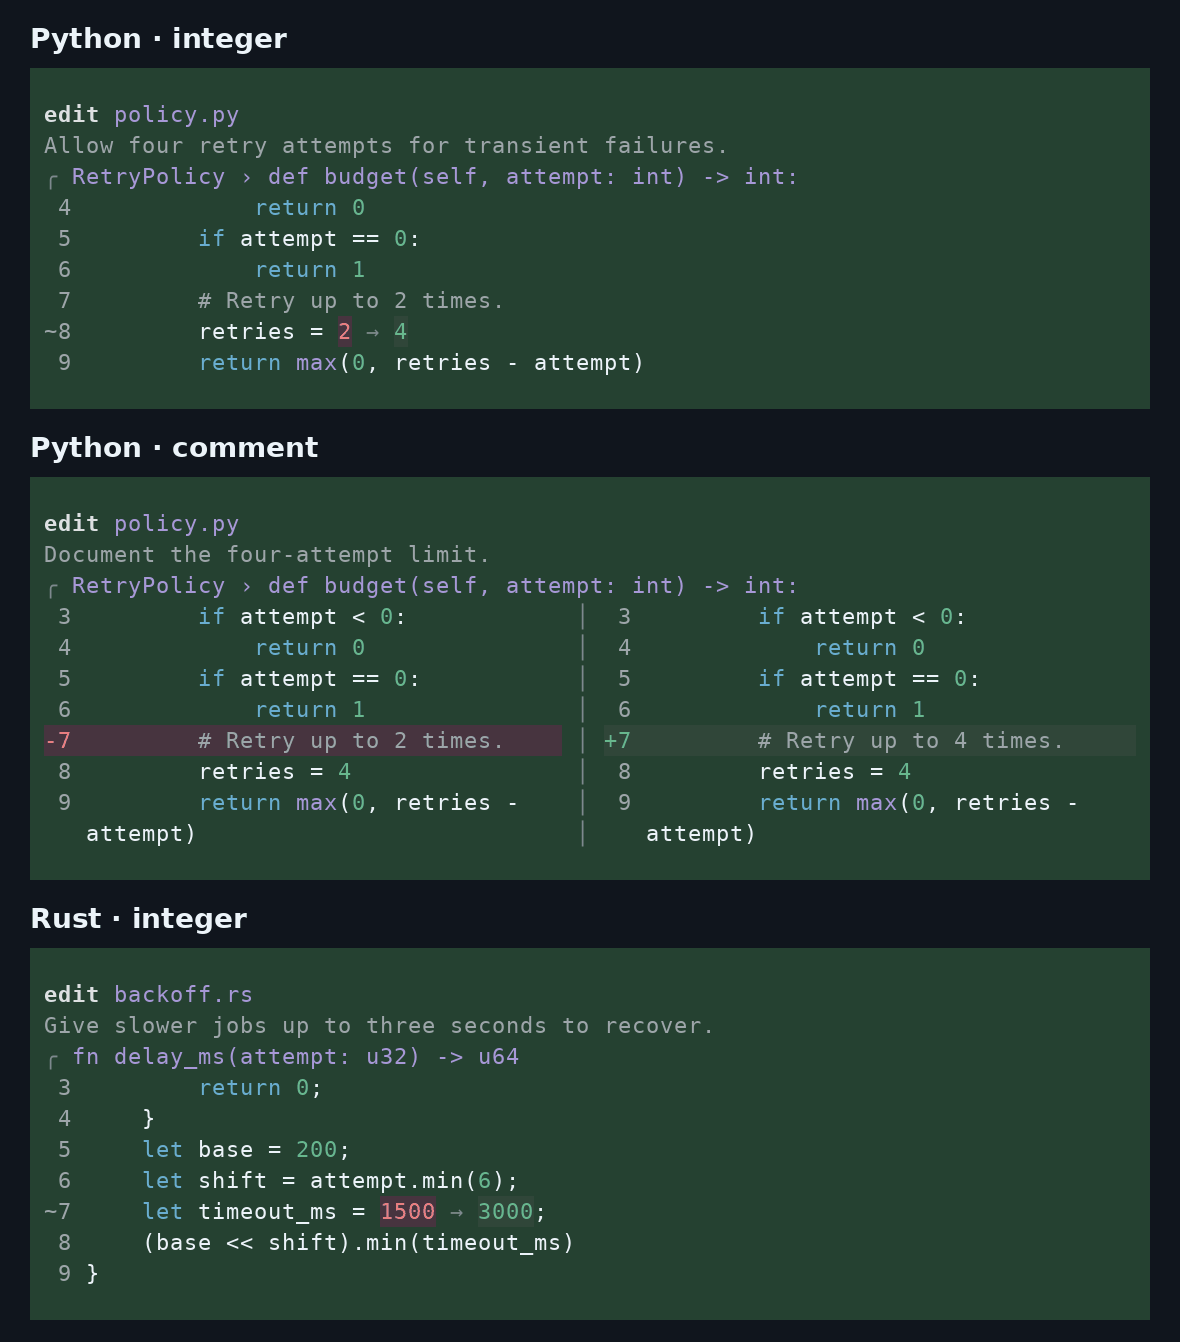 Python · integer
edit policy.py
Allow four retry attempts for transient failures.
╭ RetryPolicy › def budget(self, attempt: int) -> int:
 4             return 0
 5         if attempt == 0:
 6             return 1
 7         # Retry up to 2 times.
~8         retries = 2 → 4
 9         return max(0, retries - attempt)
Python · comment
edit policy.py
Document the four-attempt limit.
╭ RetryPolicy › def budget(self, attempt: int) -> int:
 3         if attempt < 0:            │  3         if attempt < 0:
 4             return 0               │  4             return 0
 5         if attempt == 0:           │  5         if attempt == 0:
 6             return 1               │  6             return 1
-7         # Retry up to 2 times.     │ +7         # Retry up to 4 times.
 8         retries = 4                │  8         retries = 4
 9         return max(0, retries -    │  9         return max(0, retries -
   attempt)                           │    attempt)
Rust · integer
edit backoff.rs
Give slower jobs up to three seconds to recover.
╭ fn delay_ms(attempt: u32) -> u64
 3         return 0;
 4     }
 5     let base = 200;
 6     let shift = attempt.min(6);
~7     let timeout_ms = 1500 → 3000;
 8     (base << shift).min(timeout_ms)
 9 }